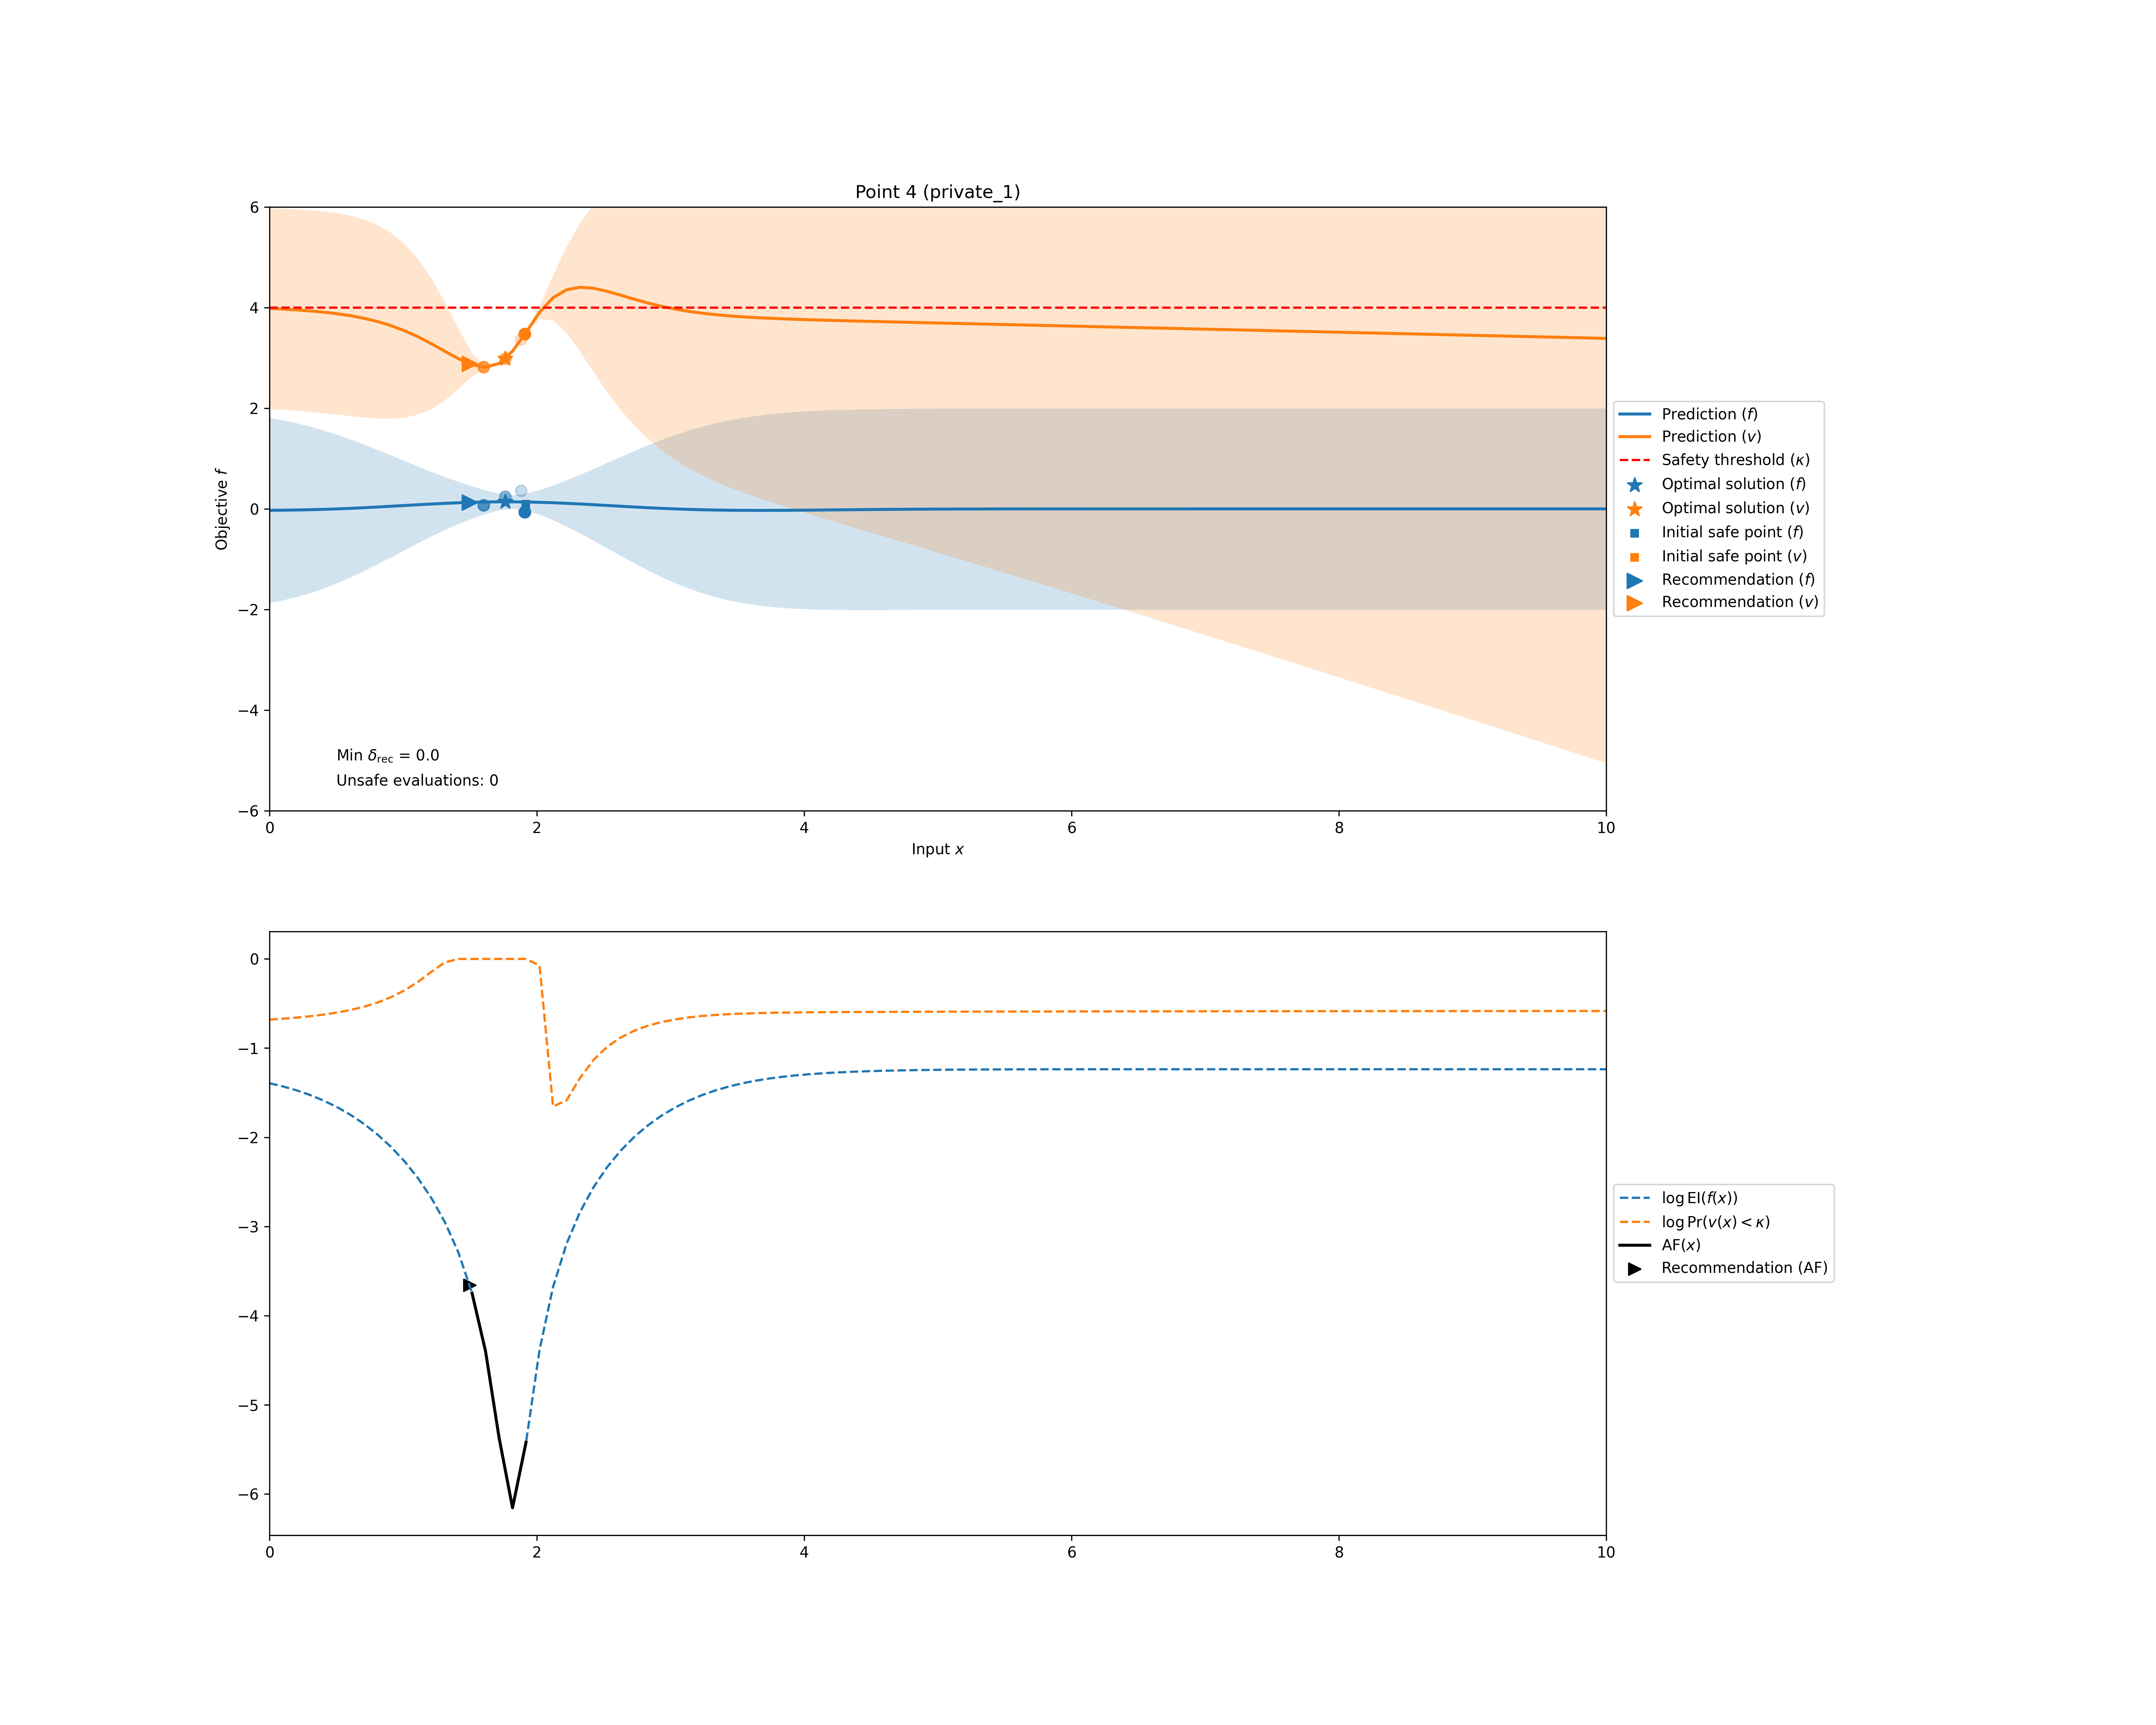 Point 4 (private_1)
6
4
2
0
−2
−4
−6
Objective f
Min δrec = 0.0
Unsafe evaluations: 0
0 2 4 6 8 10
Input x
Prediction (f)
Prediction (v)
Safety threshold (κ)
Optimal solution (f)
Optimal solution (v)
Initial safe point (f)
Initial safe point (v)
Recommendation (f)
Recommendation (v)
0
−1
−2
−3
−4
−5
−6
0 2 4 6 8 10
log EI(f(x))
log Pr(v(x) < κ)
AF(x)
Recommendation (AF)